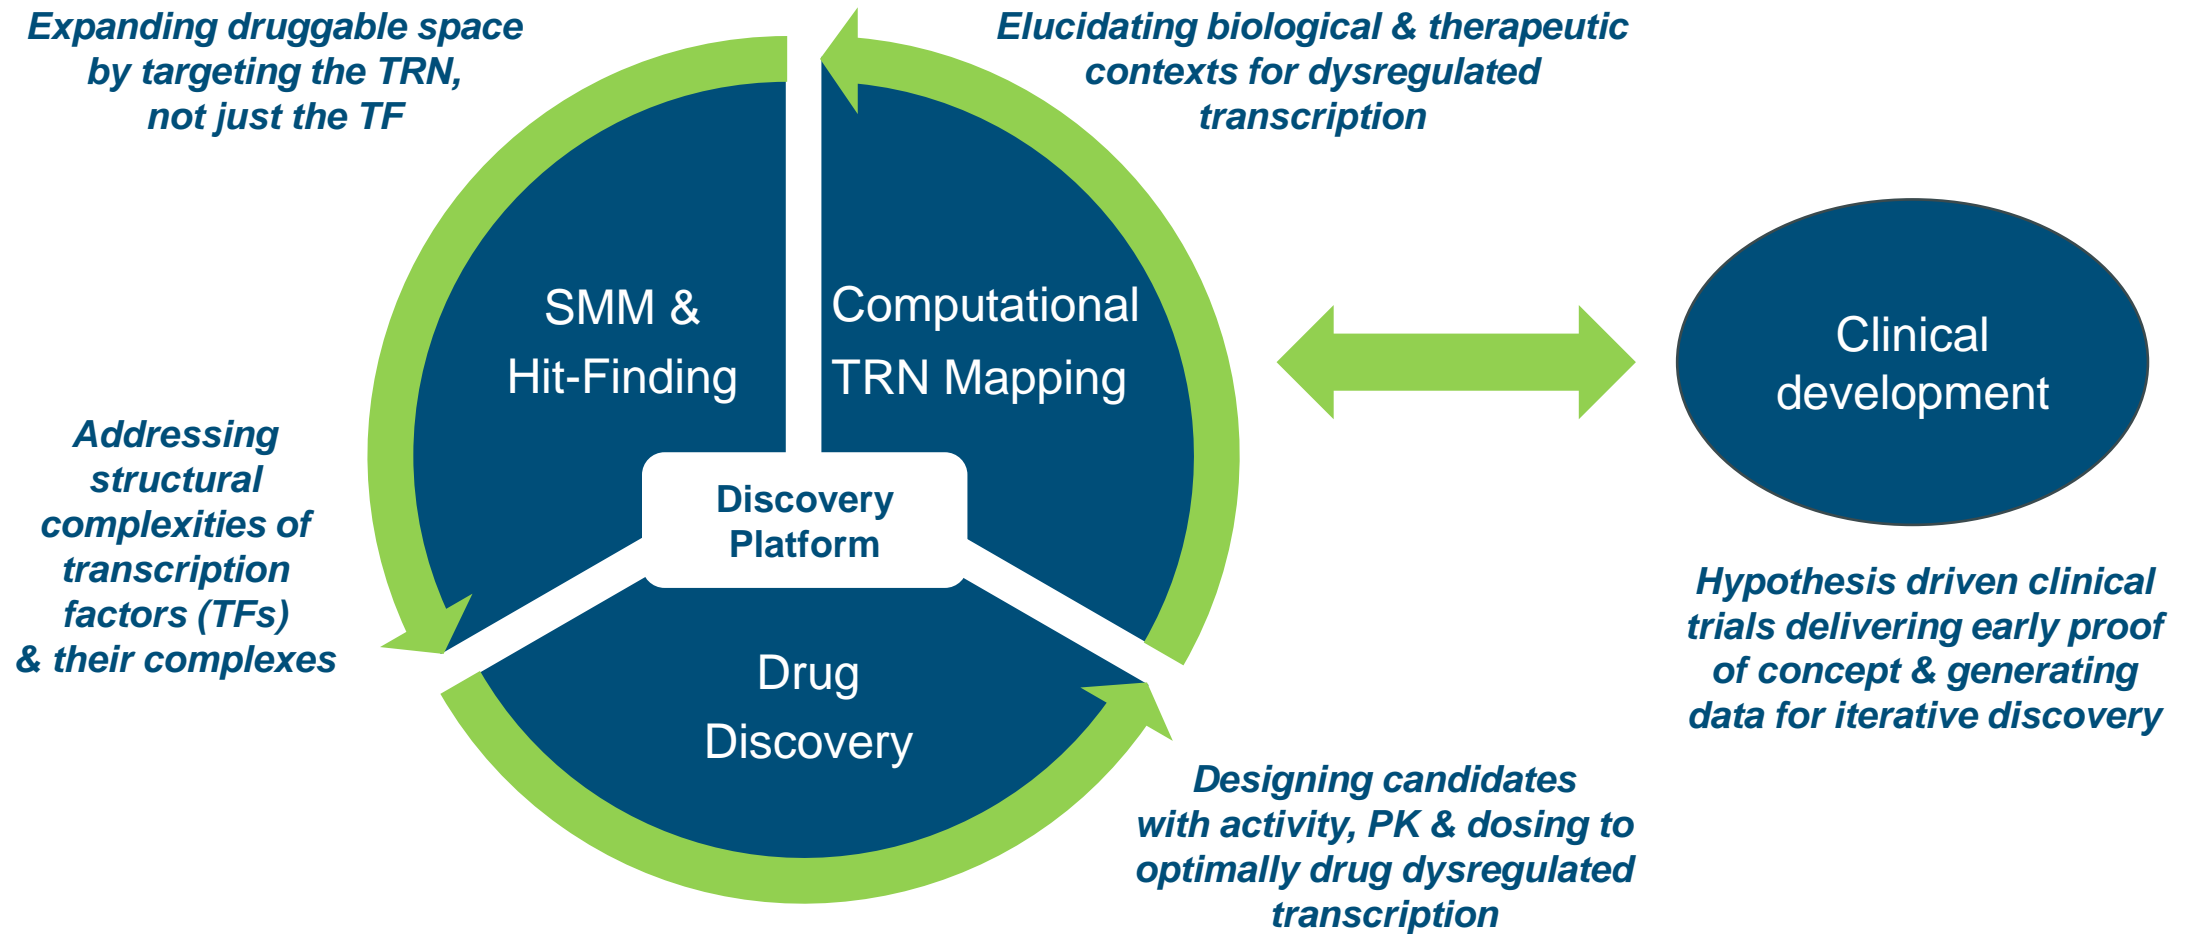 Expanding druggable space
by targeting the TRN,
not just the TF
Elucidating biological & therapeutic
contexts for dysregulated
transcription
SMM &
Hit-Finding
Computational
TRN Mapping
Clinical
development
Addressing
structural
complexities of
transcription
factors (TFs)
& their complexes
Discovery
Platform
Drug
Discovery
Hypothesis driven clinical
trials delivering early proof
of concept & generating
data for iterative discovery
Designing candidates
with activity, PK & dosing to
optimally drug dysregulated
transcription